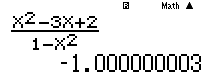 R Math ▲
X²-3X+2
1-X²
-1.000000003